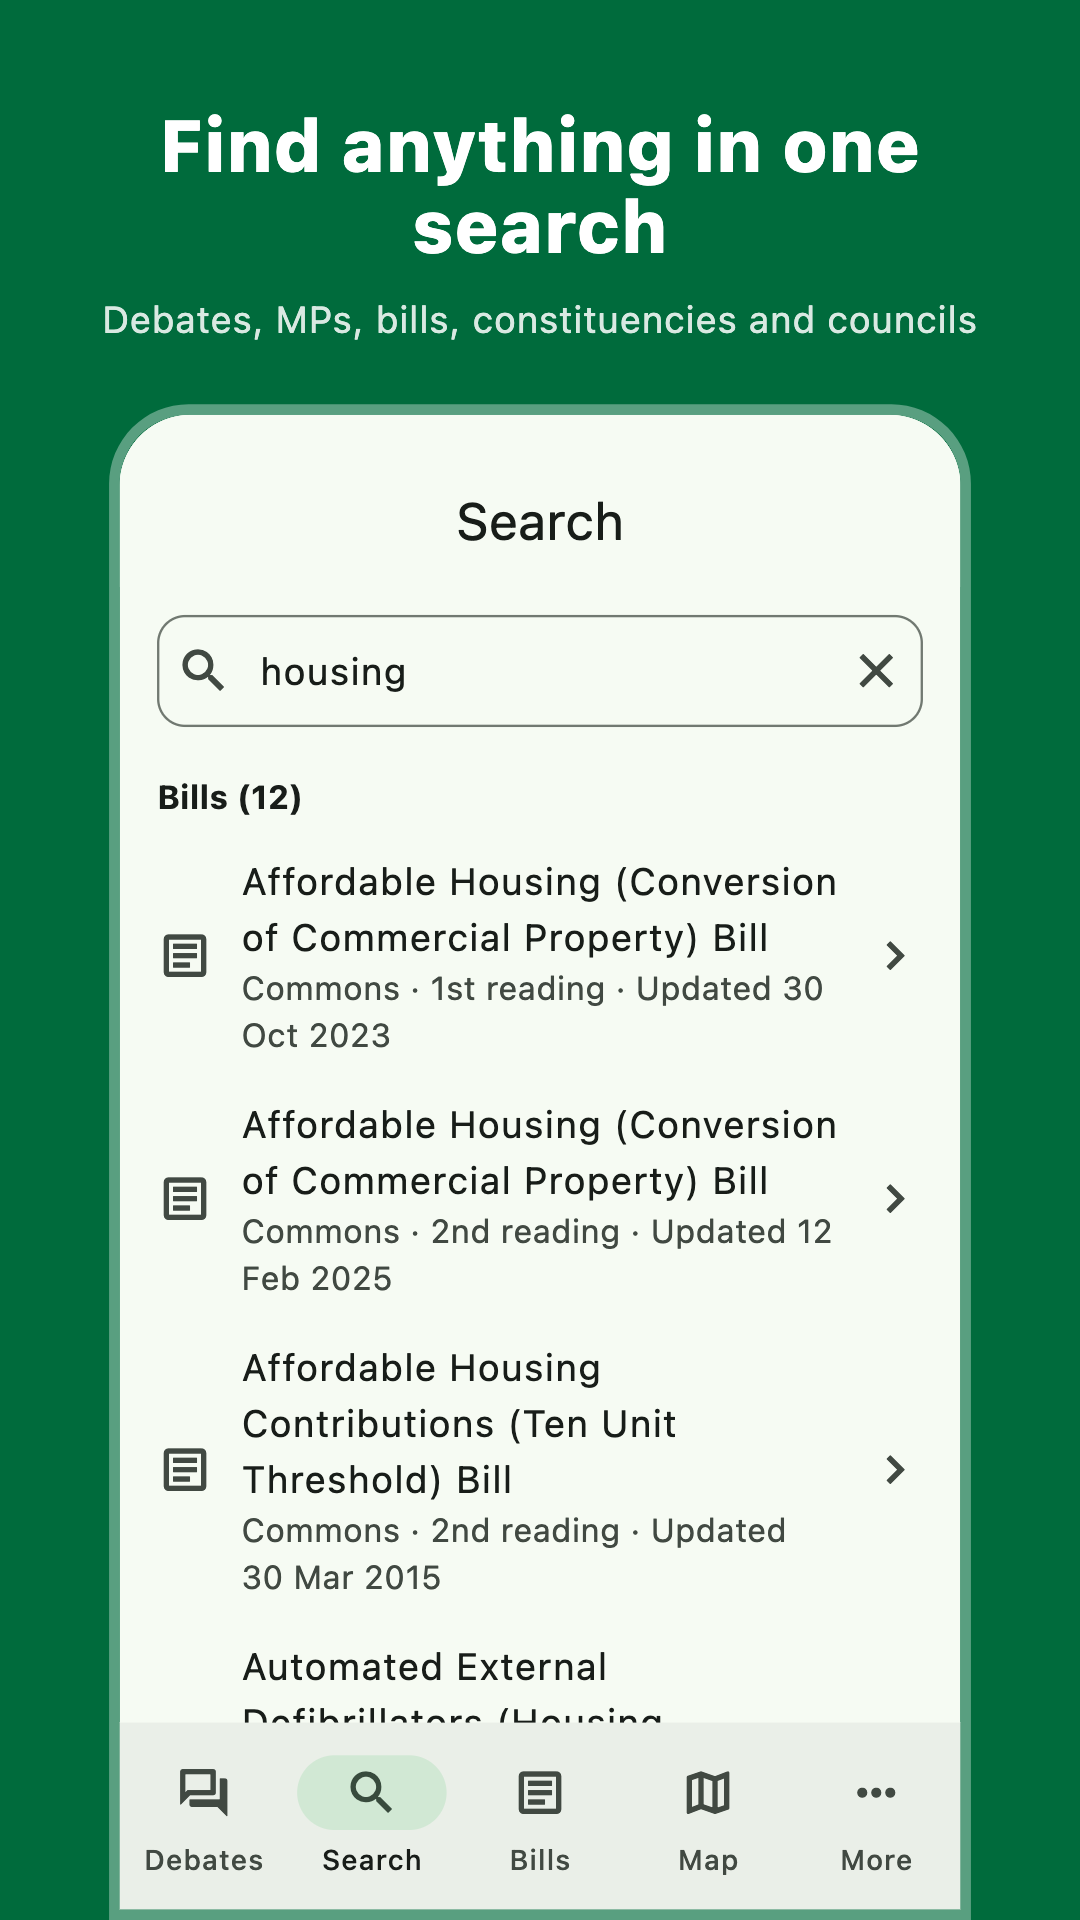 Find anything in one
search
Debates, MPs, bills, constituencies and councils
Search
housing
Bills (12)
Affordable Housing (Conversion
of Commercial Property) Bill
Commons · 1st reading · Updated 30
Oct 2023
Affordable Housing (Conversion
of Commercial Property) Bill
Commons · 2nd reading · Updated 12
Feb 2025
Affordable Housing
Contributions (Ten Unit
Threshold) Bill
Commons · 2nd reading · Updated
30 Mar 2015
Automated External
Defibrillators (Housing
Debates
Search
Bills
Map
More